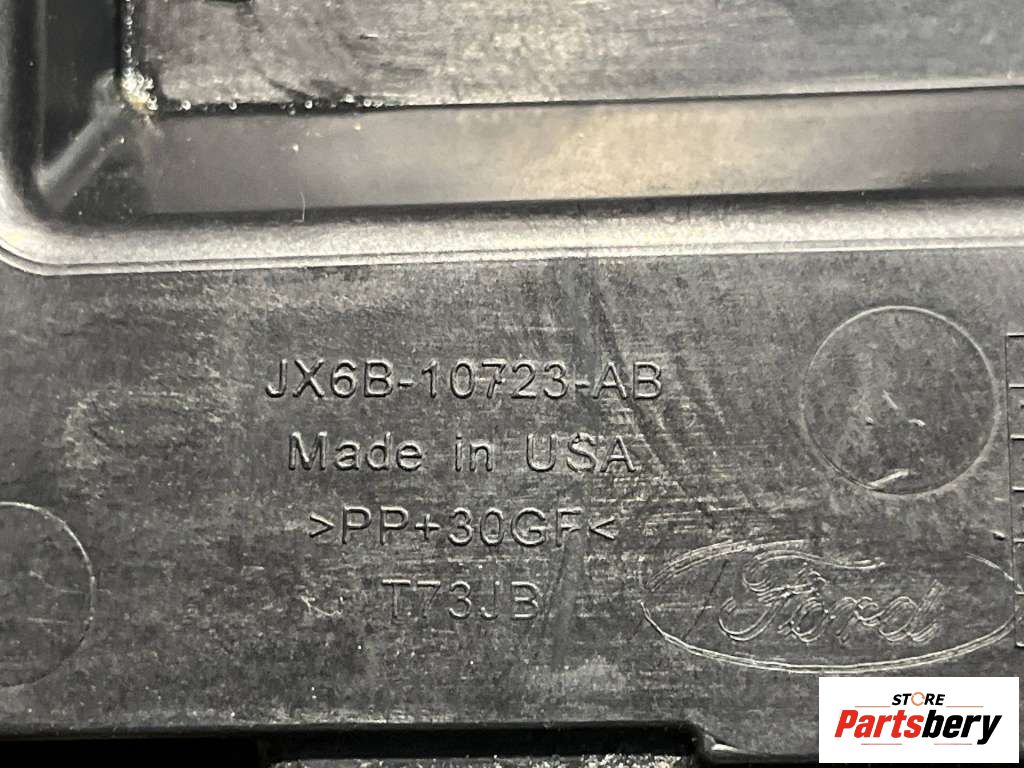 JX6B-10723-AB
Made in USA
>PP+30GF<
T73JB
Ford
STORE
Partsbery